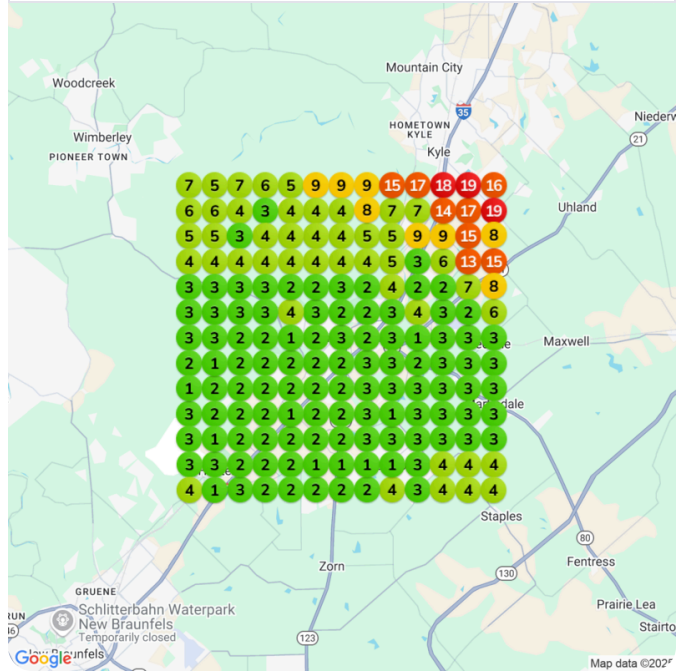 Mountain City
Woodcreek
35
Niederw
HOMETOWN
KYLE
Wimberley
21
PIONEER TOWN
Kyle
7 5 7 6 5 9 9 9 15 17 18 19 16
Uhland
6 6 4 3 4 4 4 8 7 7 14 17 19
5 5 3 4 4 4 4 5 5 9 9 15 8
4 4 4 4 4 4 4 4 5 3 6 13 15
3 3 3 3 2 2 3 2 4 2 2 7 8
3 3 3 3 4 3 2 2 3 4 3 2 6
3 3 2 2 1 2 3 2 3 1 3 3 3
Maxwell
2 1 2 2 2 2 2 3 3 2 3 3 3
1 2 2 2 2 2 2 3 3 3 3 3 3
3 2 2 2 1 2 2 3 1 3 3 3 3
dale
3 1 2 2 2 2 2 3 3 3 3 3 3
3 3 2 2 2 1 1 1 1 3 4 4 4
4 1 3 2 2 2 2 2 4 3 4 4 4
Staples
80
Zorn
Fentress
130
GRUENE
Prairie Lea
Schlitterbahn Waterpark
New Braunfels
Temporarily closed
RUN
Stairto
123
46
New Braunfels
Google
Map data ©2025